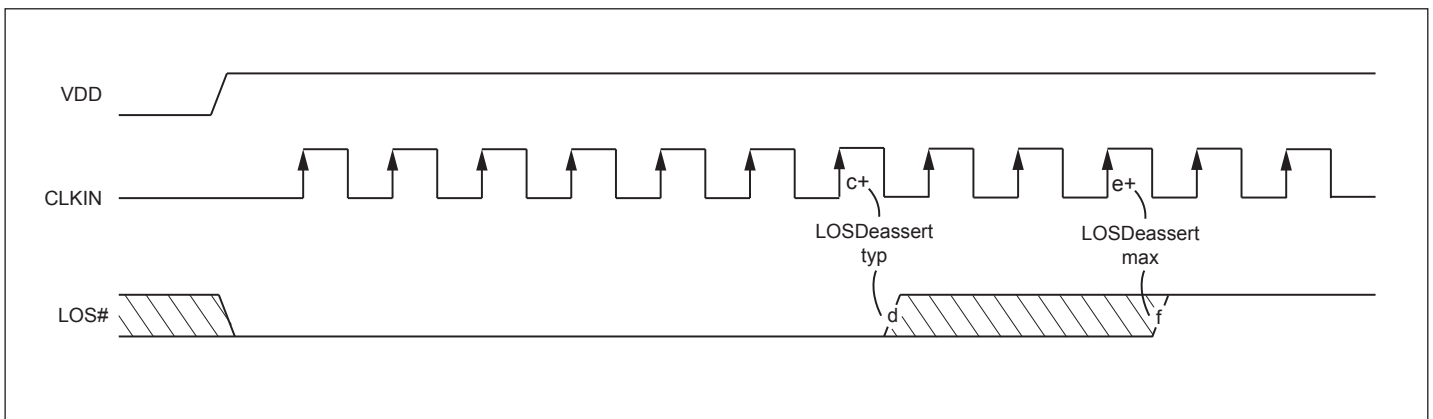 VDD
CLKIN
c+
e+
LOSDeassert
typ
LOSDeassert
max
LOS#
d
f